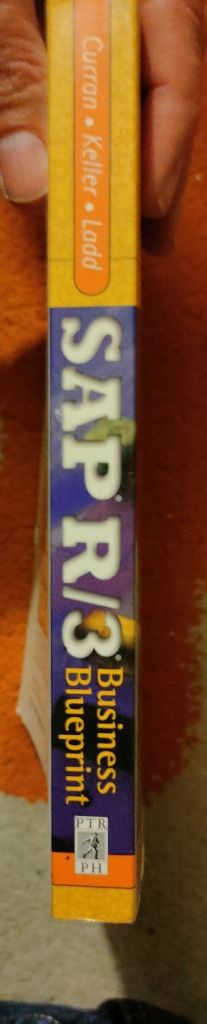 Curran • Keller • Ladd
SAP® R/3®
Business
Blueprint
PTR
PH